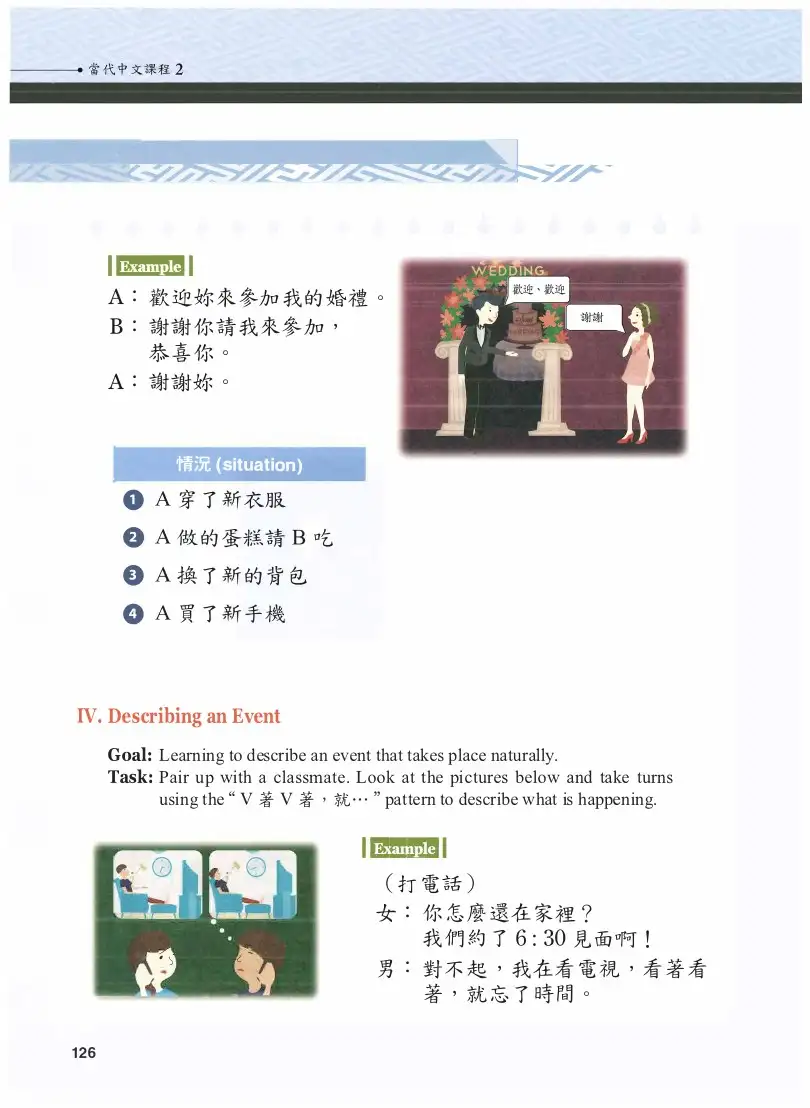 當代中文課程 2
Example
A：歡迎妳來參加我的婚禮。
B：謝謝你請我來參加，
恭喜你。
A：謝謝妳。
WEDDING
歡迎、歡迎
謝謝
情況 (situation)
1 A 穿了新衣服
2 A 做的蛋糕請 B 吃
3 A 換了新的背包
4 A 買了新手機
IV. Describing an Event
Goal: Learning to describe an event that takes place naturally.
Task: Pair up with a classmate. Look at the pictures below and take turns
using the “ V 著 V 著，就… ” pattern to describe what is happening.
Example
（打電話）
女：你怎麼還在家裡？
我們約了 6 : 30 見面啊！
男：對不起，我在看電視，看著看
著，就忘了時間。
126